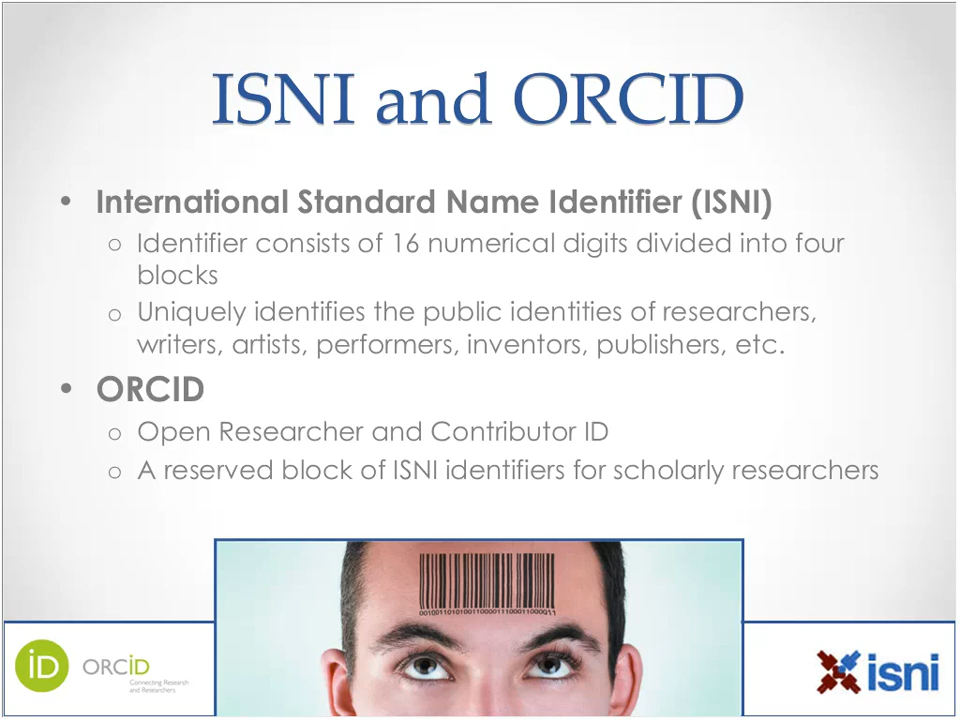 ISNI and ORCID
• International Standard Name Identifier (ISNI)
○ Identifier consists of 16 numerical digits divided into four
blocks
○ Uniquely identifies the public identities of researchers,
writers, artists, performers, inventors, publishers, etc.
• ORCID
○ Open Researcher and Contributor ID
○ A reserved block of ISNI identifiers for scholarly researchers
iD ORCiD
Connecting Research
and Researchers
isni